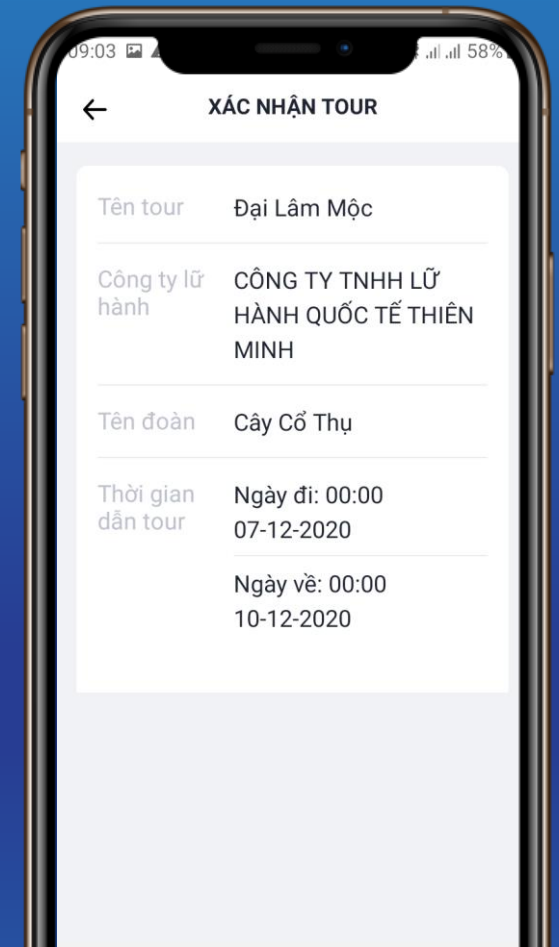 09:03 58%
XÁC NHẬN TOUR
Tên tour Đại Lâm Mộc
Công ty lữ CÔNG TY TNHH LỮ
hành HÀNH QUỐC TẾ THIÊN
MINH
Tên đoàn Cây Cổ Thụ
Thời gian Ngày đi: 00:00
dẫn tour 07-12-2020
Ngày về: 00:00
10-12-2020